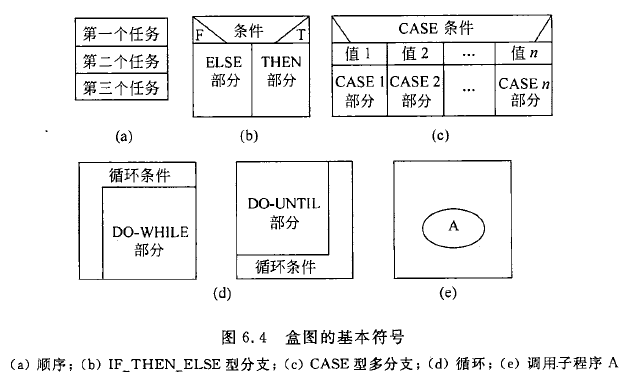 第一个任务
第二个任务
第三个任务
(a)
F 条件 T
ELSE 部分
THEN 部分
(b)
CASE 条件
值 1 值 2 … 值 n
CASE 1 部分
CASE 2 部分
…
CASE n 部分
(c)
循环条件
DO-WHILE 部分
DO-UNTIL 部分
循环条件
(d)
A
(e)
图 6.4 盒图的基本符号
(a) 顺序；(b) IF_THEN_ELSE 型分支；(c) CASE 型多分支；(d) 循环；(e) 调用子程序 A